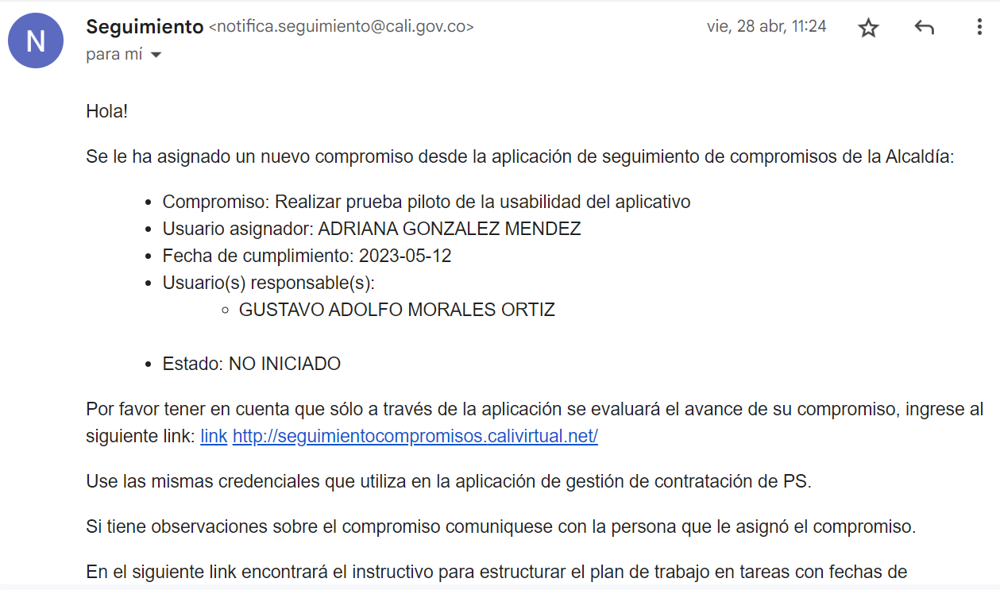 N
Seguimiento <notifica.seguimiento@cali.gov.co>
vie, 28 abr, 11:24
para mí
Hola!
Se le ha asignado un nuevo compromiso desde la aplicación de seguimiento de compromisos de la Alcaldía:
• Compromiso: Realizar prueba piloto de la usabilidad del aplicativo
• Usuario asignador: ADRIANA GONZALEZ MENDEZ
• Fecha de cumplimiento: 2023-05-12
• Usuario(s) responsable(s):
◦ GUSTAVO ADOLFO MORALES ORTIZ
• Estado: NO INICIADO
Por favor tener en cuenta que sólo a través de la aplicación se evaluará el avance de su compromiso, ingrese al
siguiente link: link http://seguimientocompromisos.calivirtual.net/
Use las mismas credenciales que utiliza en la aplicación de gestión de contratación de PS.
Si tiene observaciones sobre el compromiso comuniquese con la persona que le asignó el compromiso.
En el siguiente link encontrará el instructivo para estructurar el plan de trabajo en tareas con fechas de